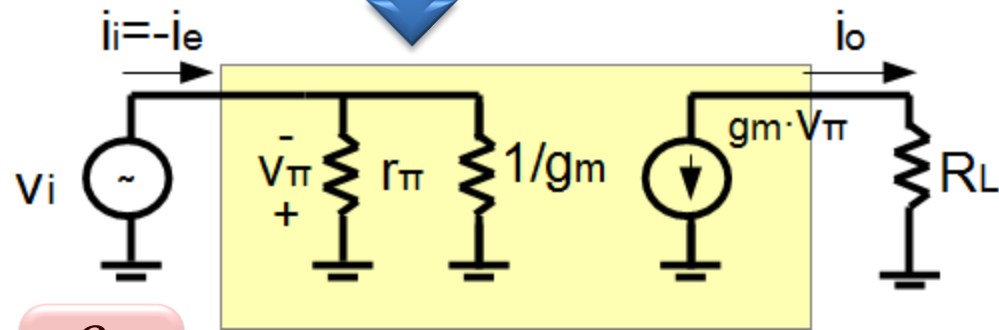 ii=-ie
io
vi
~
-
Vπ
+
rπ
1/gm
gm·Vπ
RL